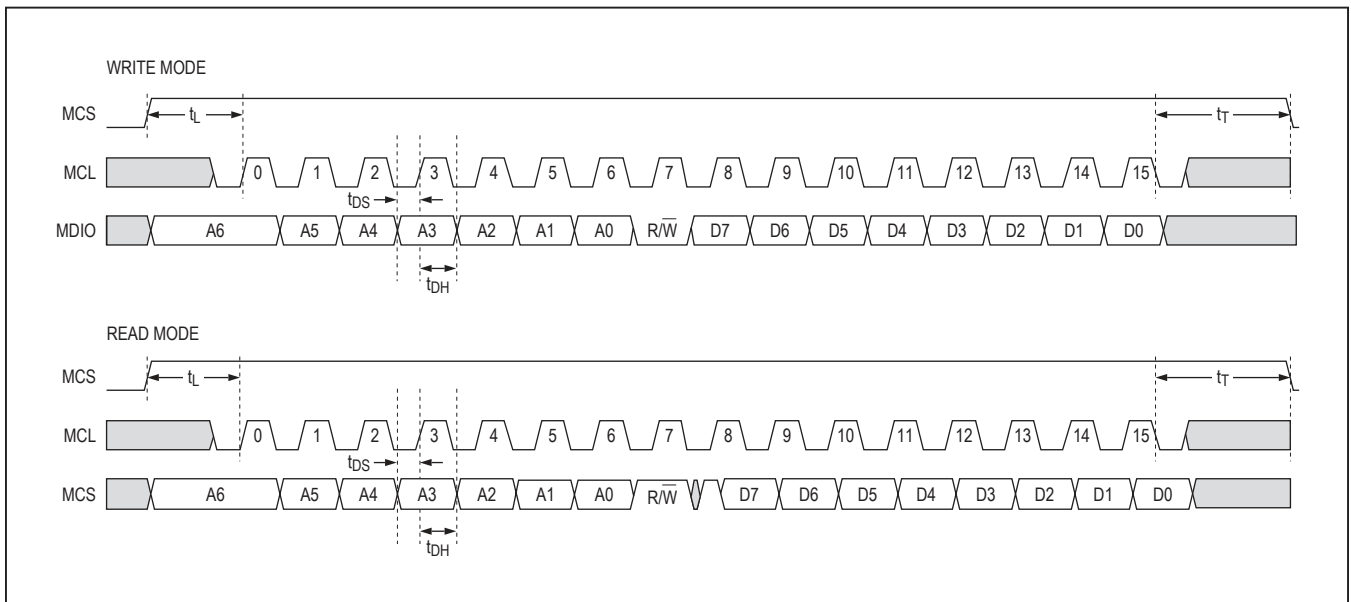 WRITE MODE
MCS tL tT
MCL 0 1 2 3 4 5 6 7 8 9 10 11 12 13 14 15
tDS
MDIO A6 A5 A4 A3 A2 A1 A0 R/W̅ D7 D6 D5 D4 D3 D2 D1 D0
tDH
READ MODE
MCS tL tT
MCL 0 1 2 3 4 5 6 7 8 9 10 11 12 13 14 15
tDS
MCS A6 A5 A4 A3 A2 A1 A0 R/W̅ D7 D6 D5 D4 D3 D2 D1 D0
tDH